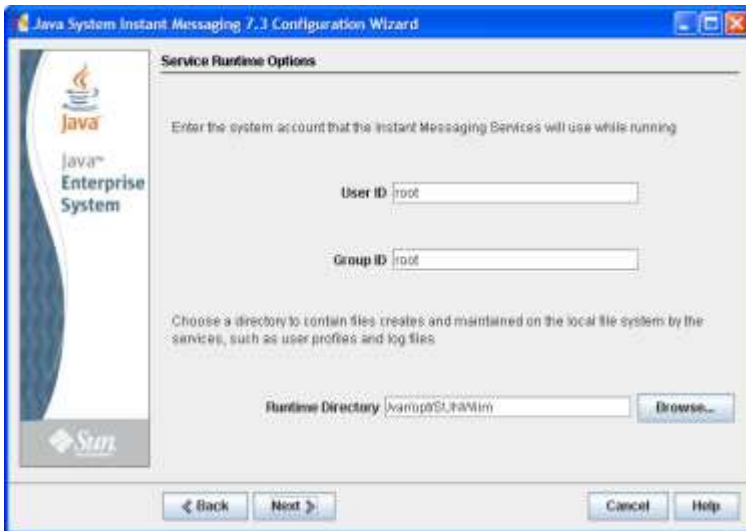 Java System Instant Messaging 7.3 Configuration Wizard
Service Runtime Options
Java
Java™
Enterprise
System
Enter the system account that the Instant Messaging Services will use while running
User ID root
Group ID root
Choose a directory to contain files creates and maintained on the local file system by the
services, such as user profiles and log files
Runtime Directory /var/opt/SUNWiim
Browse...
Sun
Back Next Cancel Help